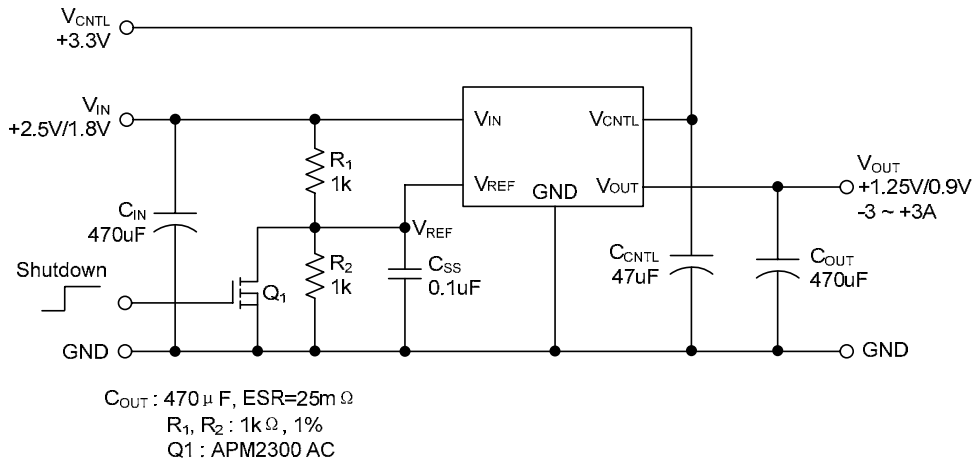 VCNTL
+3.3V
VIN
+2.5V/1.8V
VIN
VCNTL
R1
1k
VREF
GND
VOUT
VOUT
+1.25V/0.9V
-3 ~ +3A
CIN
470uF
VREF
R2
1k
CSS
0.1uF
CCNTL
47uF
COUT
470uF
Shutdown
Q1
GND
GND
COUT : 470μF, ESR=25mΩ
R1, R2 : 1kΩ, 1%
Q1 : APM2300 AC